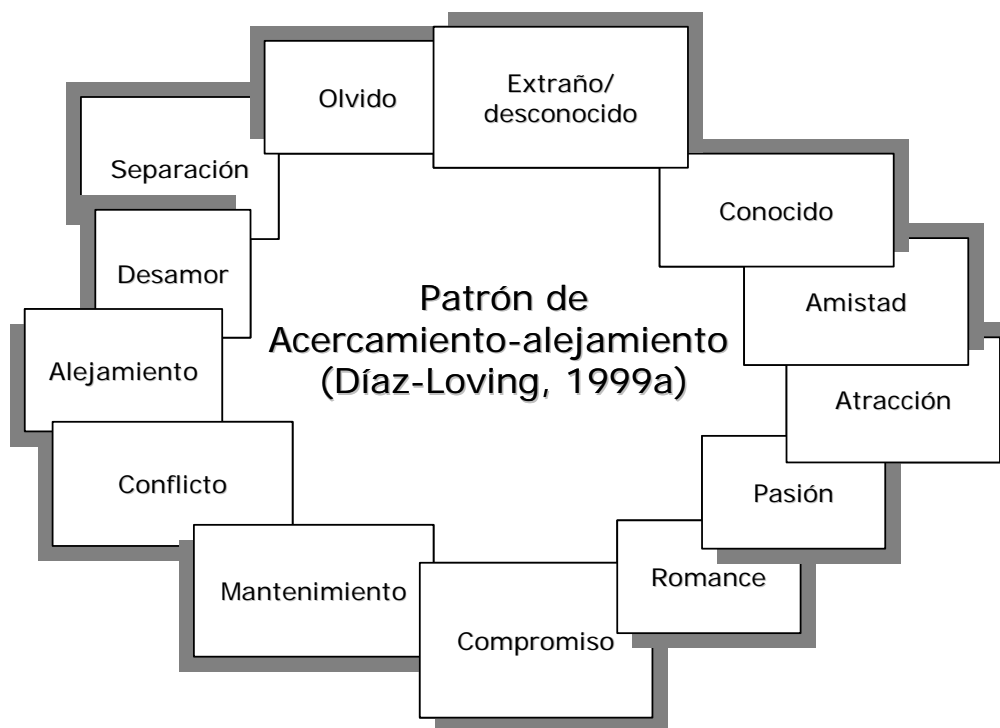 Extraño/
desconocido
Conocido
Amistad
Atracción
Pasión
Romance
Compromiso
Mantenimiento
Conflicto
Alejamiento
Desamor
Separación
Olvido
Patrón de
Acercamiento-alejamiento
(Díaz-Loving, 1999a)